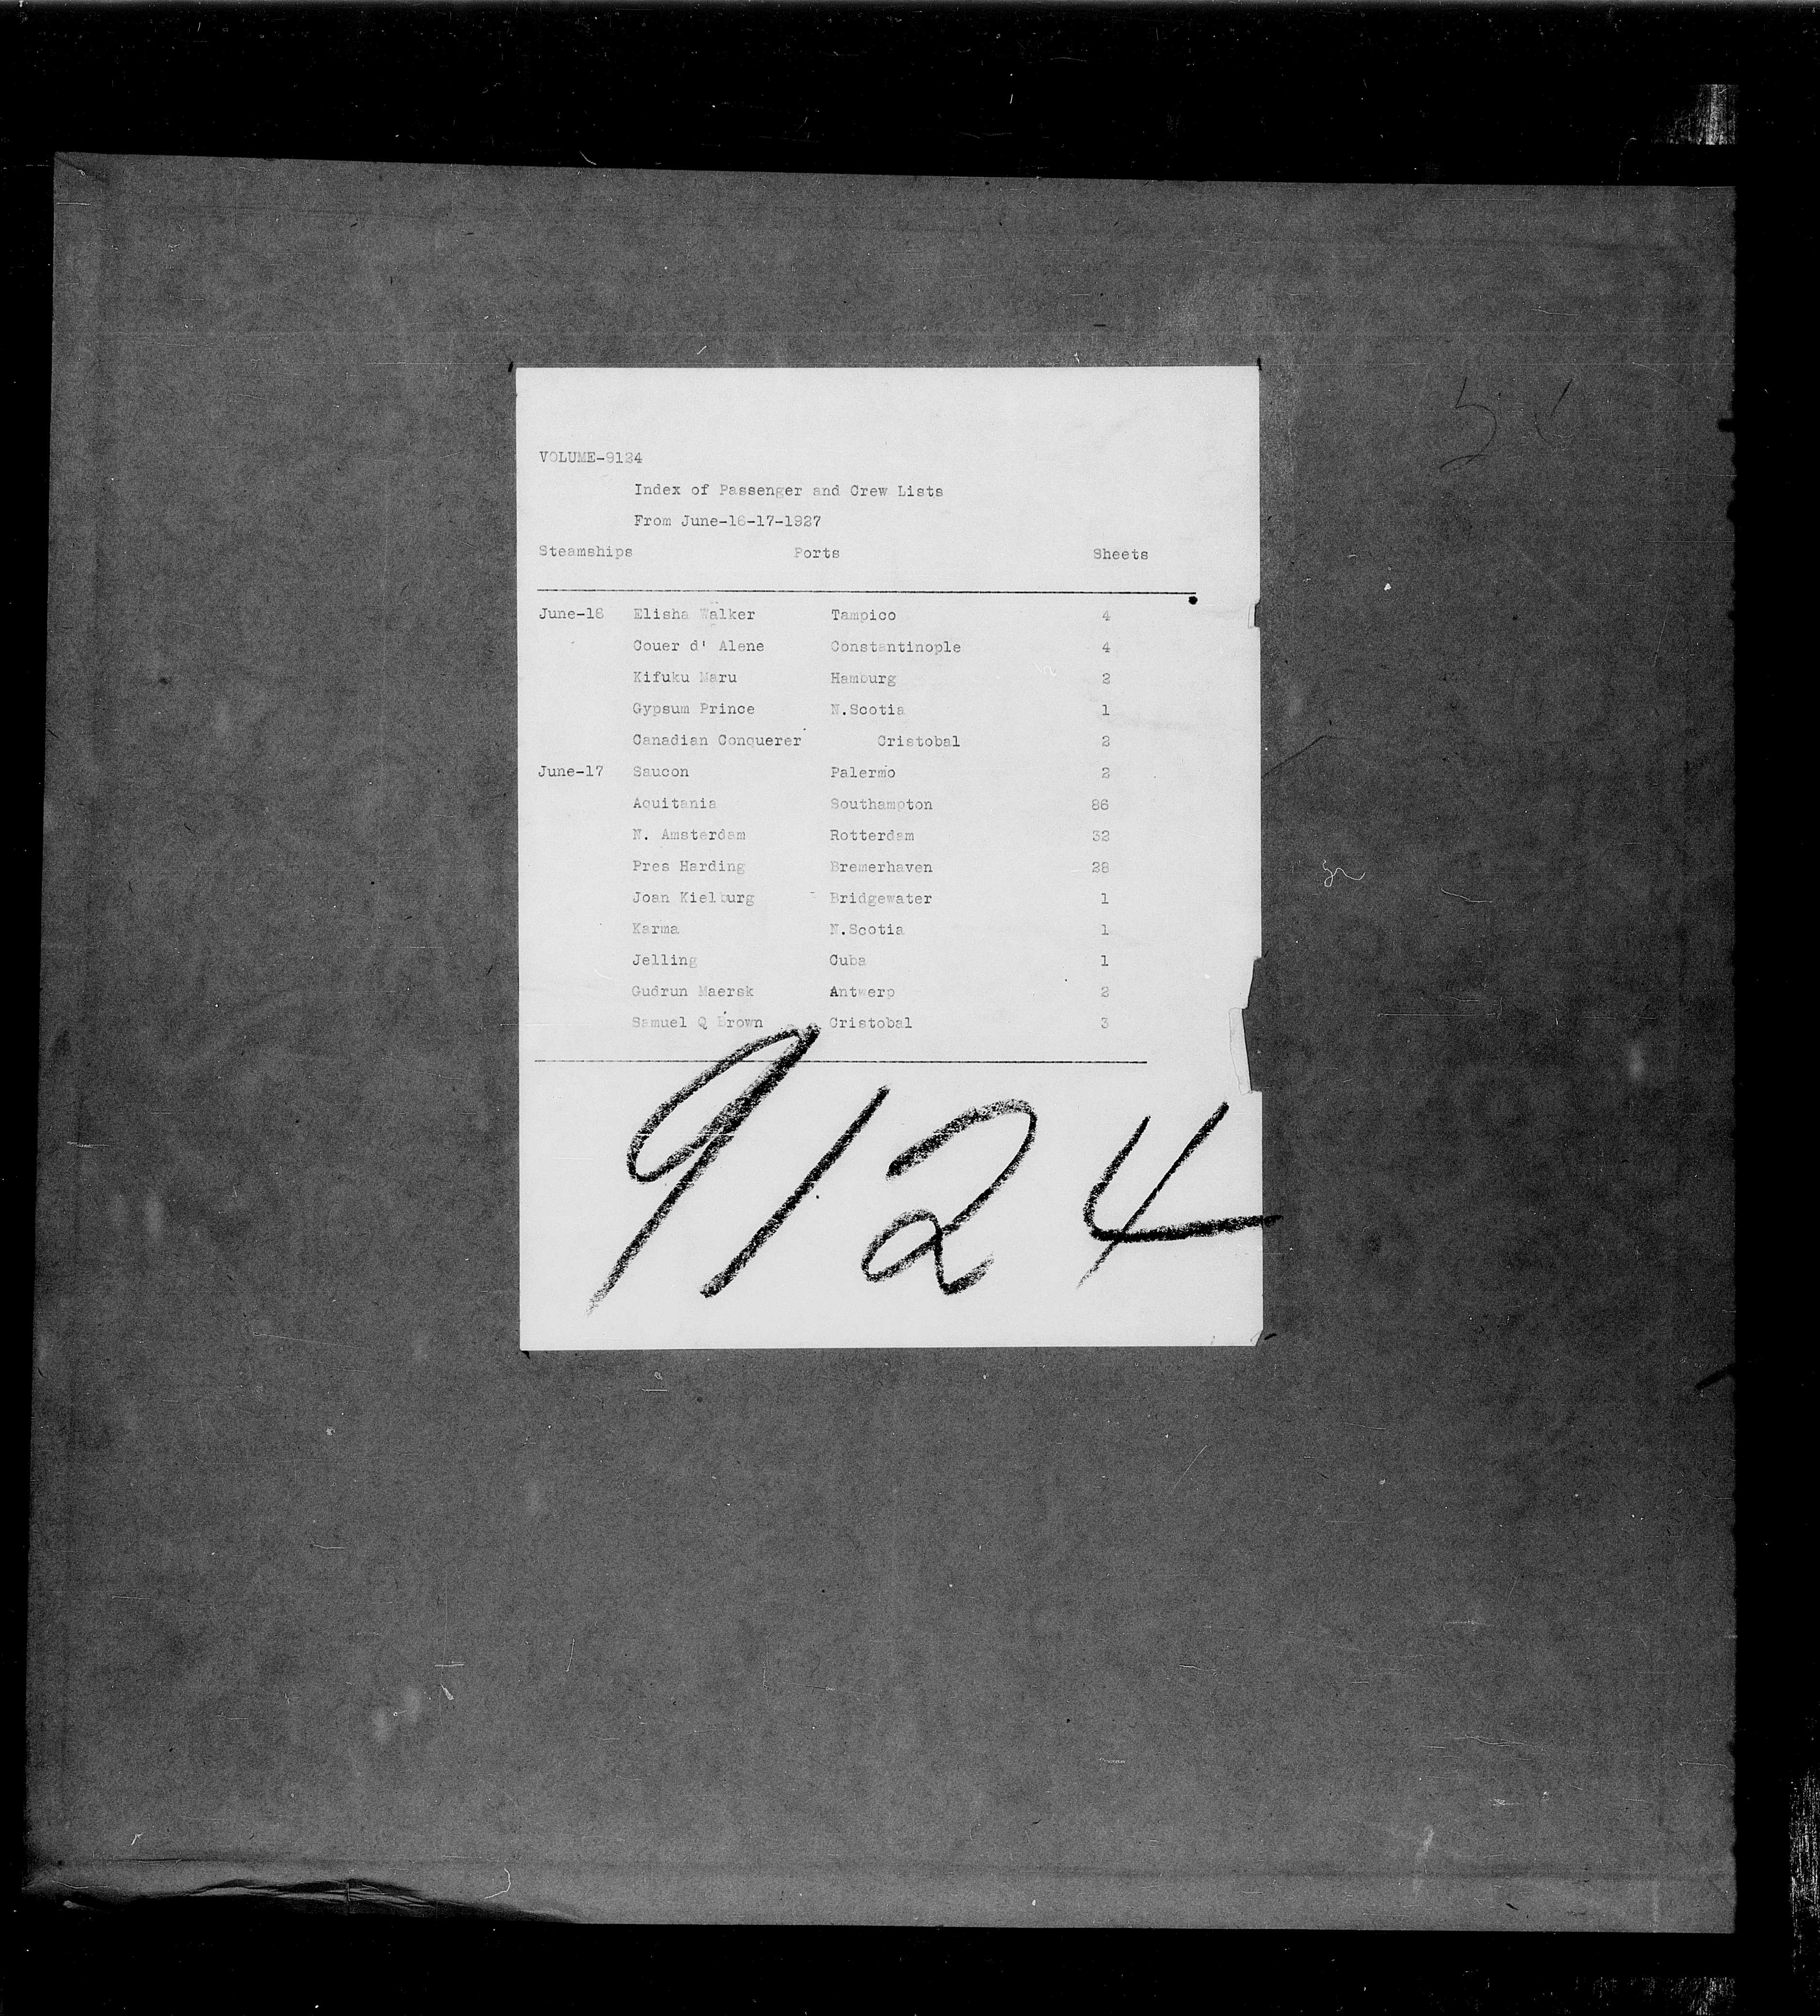 VOLUME-9124
Index of Passenger and Crew Lists
From June-16-17-1927
Steamships Ports Sheets
June-16 Elisha Walker Tampico 4
Couer d' Alene Constantinople 4
Kifuku Maru Hamburg 2
Gypsum Prince N.Scotia 1
Canadian Conquerer Cristobal 2
June-17 Saucon Palermo 2
Aquitania Southampton 86
N. Amsterdam Rotterdam 32
Pres Harding Bremerhaven 28
Joan Kielburg Bridgewater 1
Karma N.Scotia 1
Jelling Cuba 1
Gudrun Maersk Antwerp 2
Samuel Q Brown Cristobal 3
9124